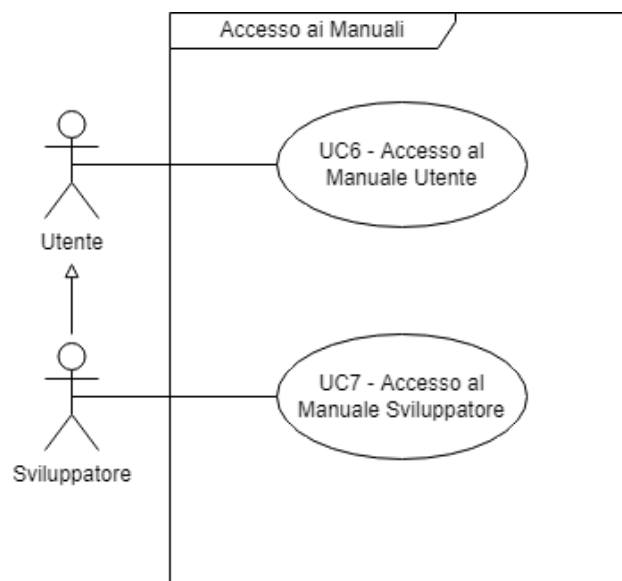 Accesso ai Manuali
UC6 - Accesso al
Manuale Utente
Utente
UC7 - Accesso al
Manuale Sviluppatore
Sviluppatore